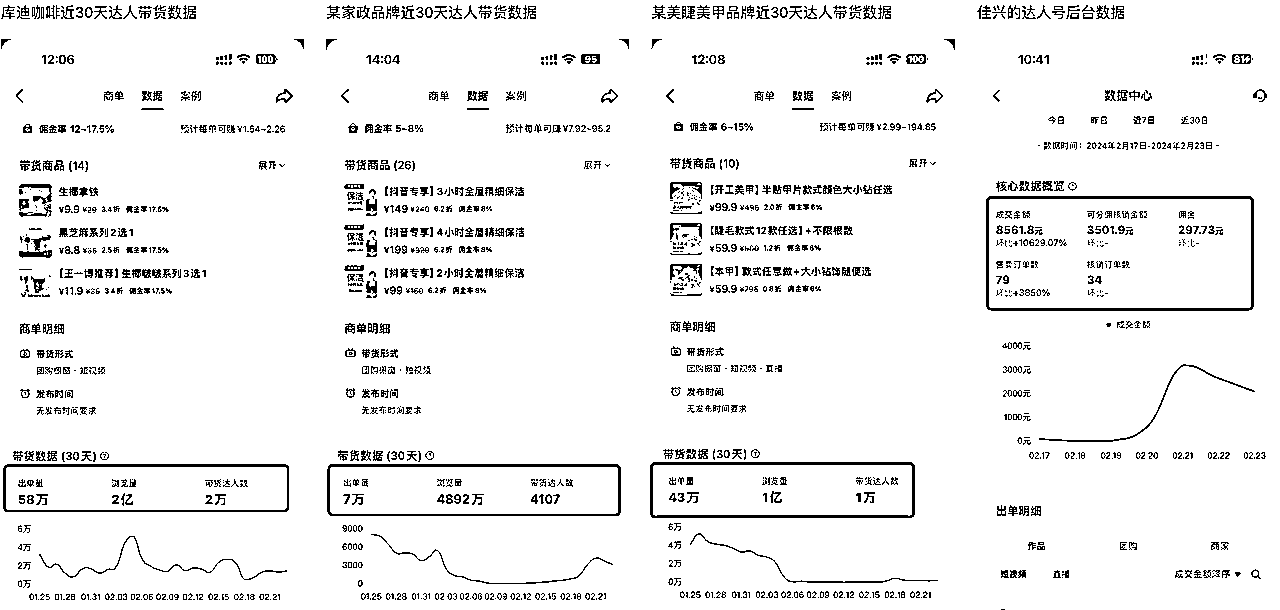 库迪咖啡近30天达人带货数据
12:06
100
商单 数据 案例
佣金率 12~17.5% 预计每单可赚 ¥1.54~2.26
带货商品 (14) 展开
生椰拿铁
¥9.9 ¥29 3.4折 佣金率17.5%
黑芝麻系列2选1
¥8.8 ¥35 2.5折 佣金率17.5%
【王一博推荐】生椰啵啵系列3选1
¥11.9 ¥35 3.4折 佣金率17.5%
商单明细
带货形式
团购橱窗 · 短视频
发布时间
无发布时间要求
带货数据 (30天)
出单量 浏览量 带货达人数
58万 2亿 2万
6万
4万
2万
0万
01.25 01.28 01.31 02.03 02.06 02.09 02.12 02.15 02.18 02.21
某家政品牌近30天达人带货数据
14:04
95
商单 数据 案例
佣金率 5~8% 预计每单可赚 ¥7.92~95.2
带货商品 (26) 展开
【抖音专享】3小时全屋精细保洁
¥149 ¥240 6.2折 佣金率8%
【抖音专享】4小时全屋精细保洁
¥199 ¥320 6.2折 佣金率8%
【抖音专享】2小时全屋精细保洁
¥99 ¥160 6.2折 佣金率8%
商单明细
带货形式
团购橱窗 · 短视频
发布时间
无发布时间要求
带货数据 (30天)
出单量 浏览量 带货达人数
7万 4892万 4107
9000
6000
3000
0
01.25 01.28 01.31 02.03 02.06 02.09 02.12 02.15 02.18 02.21
某美睫美甲品牌近30天达人带货数据
12:08
100
商单 数据 案例
佣金率 6~15% 预计每单可赚 ¥2.99~194.85
带货商品 (10) 展开
【开工美甲】半贴甲片款式颜色大小钻任选
¥99.9 ¥495 2.0折 佣金率6%
【睫毛款式12款任选】+不限根数
¥59.9 ¥500 1.2折 佣金率6%
【本甲】款式任意做+大小钻饰随便选
¥59.9 ¥795 0.8折 佣金率6%
商单明细
带货形式
团购橱窗 · 短视频 · 直播
发布时间
无发布时间要求
带货数据 (30天)
出单量 浏览量 带货达人数
43万 1亿 1万
6万
4万
2万
0万
01.25 01.28 01.31 02.03 02.06 02.09 02.12 02.15 02.18 02.21
佳兴的达人号后台数据
10:41
数据中心
今日 昨日 近7日 近30日
- 数据时间：2024年2月17日-2024年2月23日 -
核心数据概览
成交金额 可分佣核销金额 佣金
8561.8元 3501.9元 297.73元
环比+10629.07% 环比- 环比-
售卖订单数 核销订单数
79 34
环比+3850% 环比-
成交金额
4000元
3000元
2000元
1000元
0元
02.17 02.18 02.19 02.20 02.21 02.22 02.23
出单明细
作品 团购 商家
短视频 直播 成交金额降序